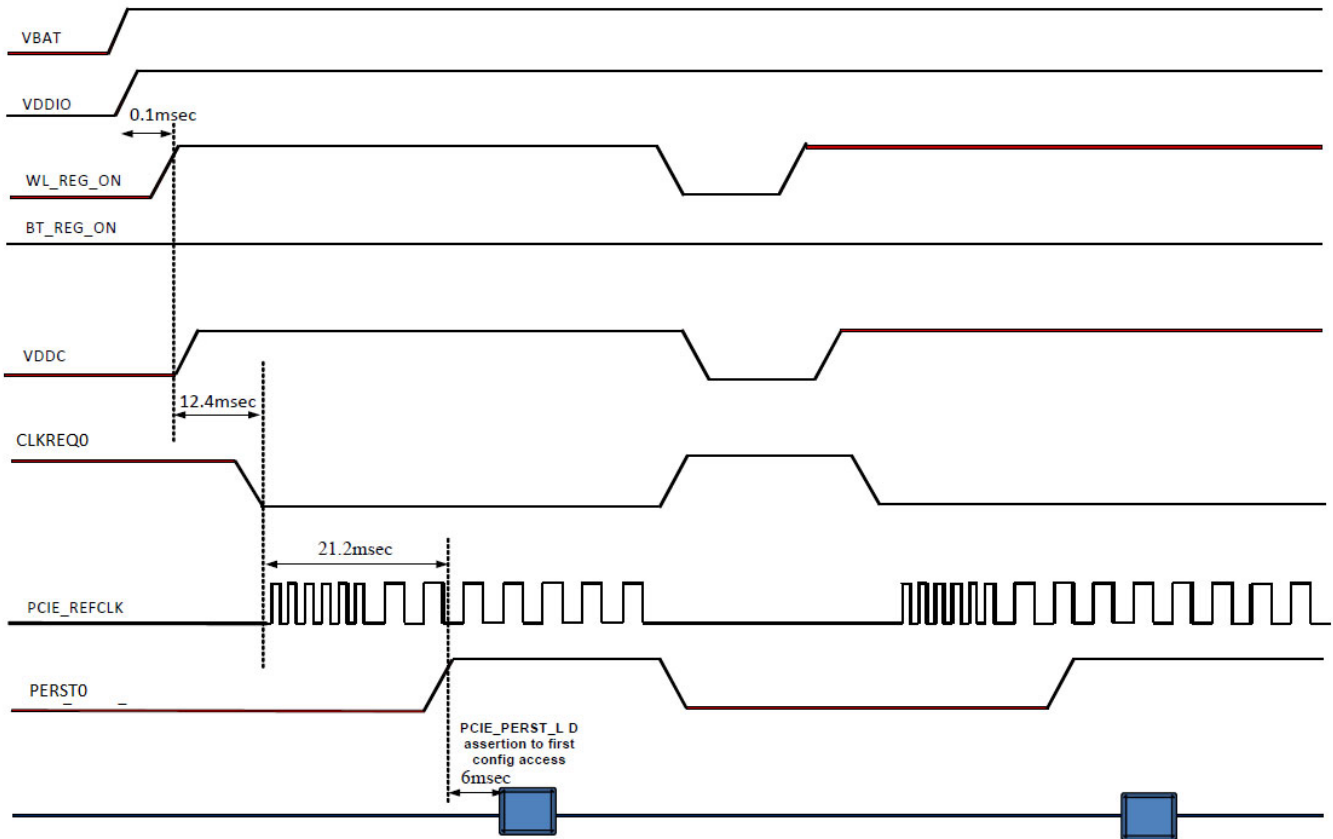 VBAT
VDDIO
0.1msec
WL_REG_ON
BT_REG_ON
VDDC
12.4msec
CLKREQ0
21.2msec
PCIE_REFCLK
PERST0
_ _
PCIE_PERST_L D
assertion to first
config access
6msec